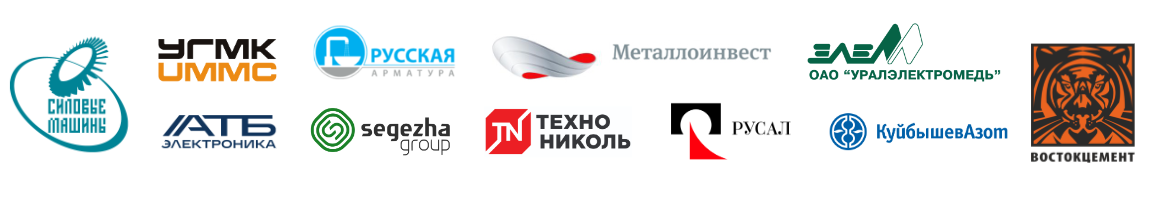 СИЛОВЫЕ
МАШИНЫ
УГМК
UMMC
РУССКАЯ
АРМАТУРА
Металлоинвест
ЭЛЕМ
ОАО "УРАЛЭЛЕКТРОМЕДЬ"
АТБ
ЭЛЕКТРОНИКА
segezha
group
TN
ТЕХНО
НИКОЛЬ
РУСАЛ
КуйбышевАзот
ВОСТОКЦЕМЕНТ